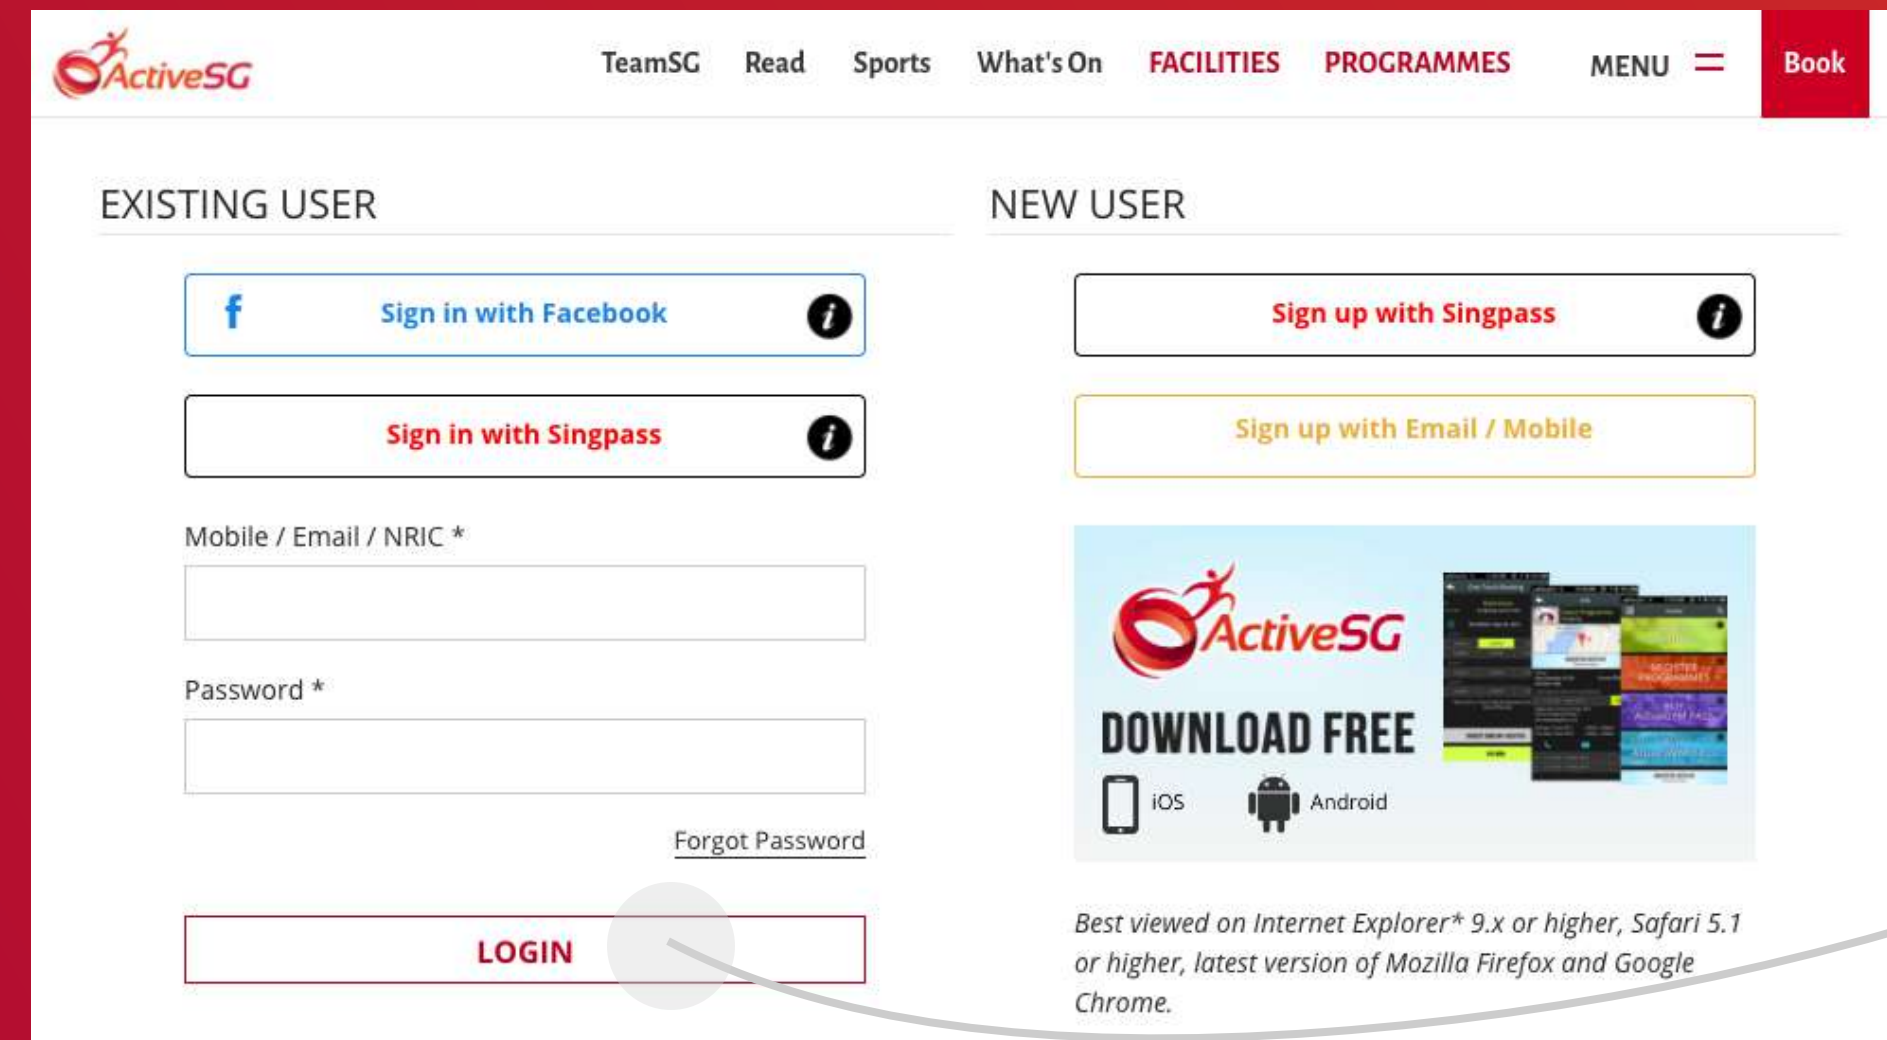 ActiveSG
TeamSG Read Sports What's On FACILITIES PROGRAMMES MENU Book
EXISTING USER
f Sign in with Facebook i
Sign in with Singpass i
Mobile / Email / NRIC *
Password *
Forgot Password
LOGIN
NEW USER
Sign up with Singpass i
Sign up with Email / Mobile
ActiveSG
DOWNLOAD FREE
iOS Android
Best viewed on Internet Explorer* 9.x or higher, Safari 5.1
or higher, latest version of Mozilla Firefox and Google
Chrome.